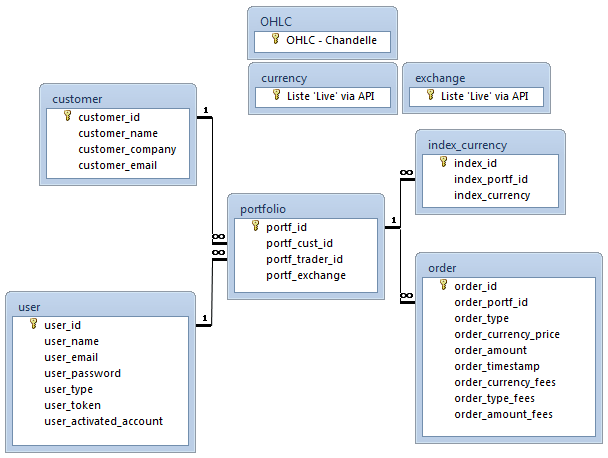 OHLC
OHLC - Chandelle
currency
Liste 'Live' via API
exchange
Liste 'Live' via API
customer
customer_id
customer_name
customer_company
customer_email
1
∞
index_currency
index_id
index_portf_id
index_currency
∞
portfolio
portf_id
portf_cust_id
portf_trader_id
portf_exchange
1
∞
order
order_id
order_portf_id
order_type
order_currency_price
order_amount
order_timestamp
order_currency_fees
order_type_fees
order_amount_fees
∞
user
user_id
user_name
user_email
user_password
user_type
user_token
user_activated_account
1